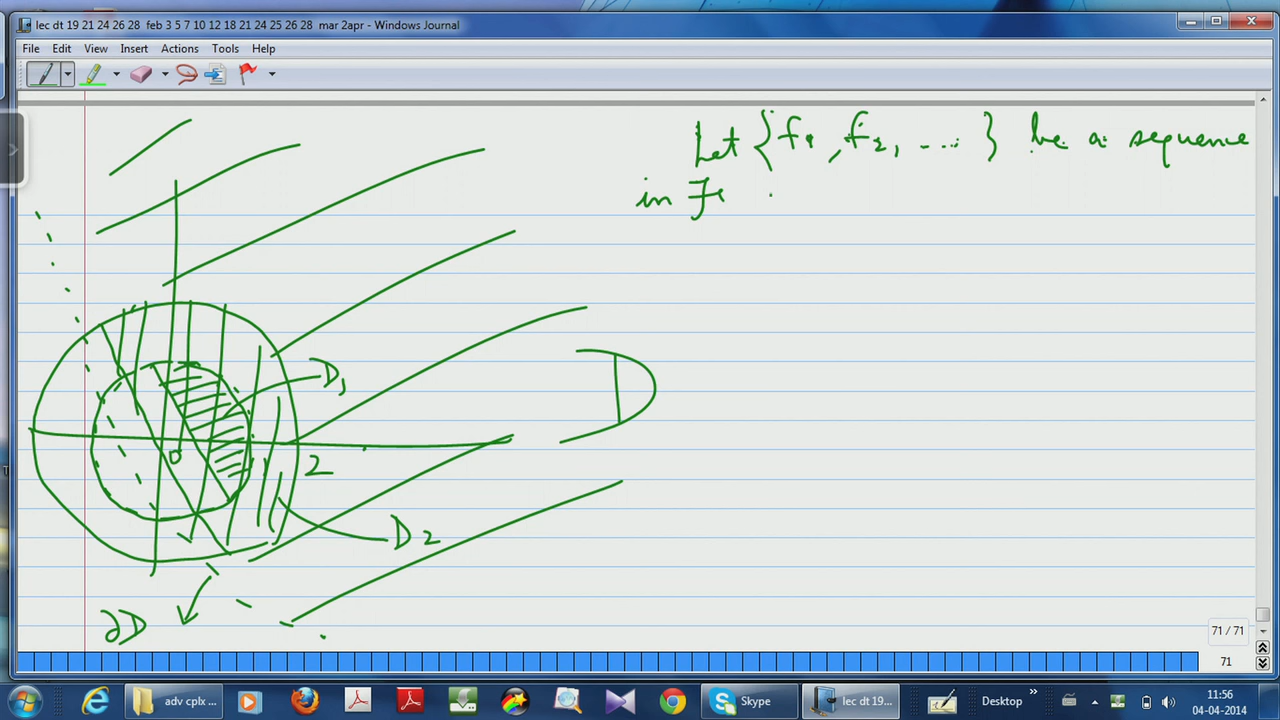 lec dt 19 21 24 26 28 feb 3 5 7 10 12 18 21 24 25 26 28 mar 2apr - Windows Journal
File Edit View Insert Actions Tools Help
Let {f1, f2, ...} be a sequence
in
D1
D
0
2
D2
∂D
71 / 71
71
adv cplx ...
Skype
lec dt 19...
Desktop
11:56
04-04-2014